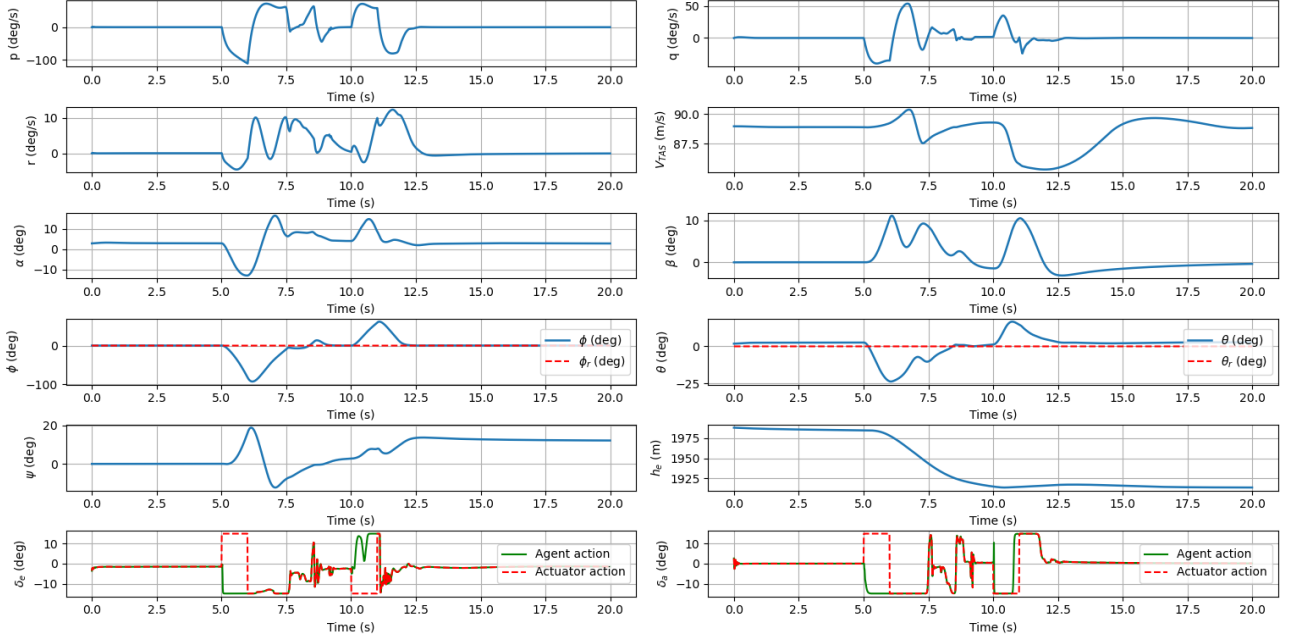 p (deg/s)
0
−100
0.0 2.5 5.0 7.5 10.0 12.5 15.0 17.5 20.0
Time (s)
q (deg/s)
50
0
0.0 2.5 5.0 7.5 10.0 12.5 15.0 17.5 20.0
Time (s)
r (deg/s)
10
0
0.0 2.5 5.0 7.5 10.0 12.5 15.0 17.5 20.0
Time (s)
V_TAS (m/s)
90.0
87.5
0.0 2.5 5.0 7.5 10.0 12.5 15.0 17.5 20.0
Time (s)
α (deg)
10
0
−10
0.0 2.5 5.0 7.5 10.0 12.5 15.0 17.5 20.0
Time (s)
β (deg)
10
0
0.0 2.5 5.0 7.5 10.0 12.5 15.0 17.5 20.0
Time (s)
ϕ (deg)
0
−100
ϕ (deg)
ϕ_r (deg)
0.0 2.5 5.0 7.5 10.0 12.5 15.0 17.5 20.0
Time (s)
θ (deg)
0
−25
θ (deg)
θ_r (deg)
0.0 2.5 5.0 7.5 10.0 12.5 15.0 17.5 20.0
Time (s)
ψ (deg)
20
0
0.0 2.5 5.0 7.5 10.0 12.5 15.0 17.5 20.0
Time (s)
h_e (m)
1975
1950
1925
0.0 2.5 5.0 7.5 10.0 12.5 15.0 17.5 20.0
Time (s)
δ_e (deg)
10
0
−10
Agent action
Actuator action
0.0 2.5 5.0 7.5 10.0 12.5 15.0 17.5 20.0
Time (s)
δ_a (deg)
10
0
−10
Agent action
Actuator action
0.0 2.5 5.0 7.5 10.0 12.5 15.0 17.5 20.0
Time (s)